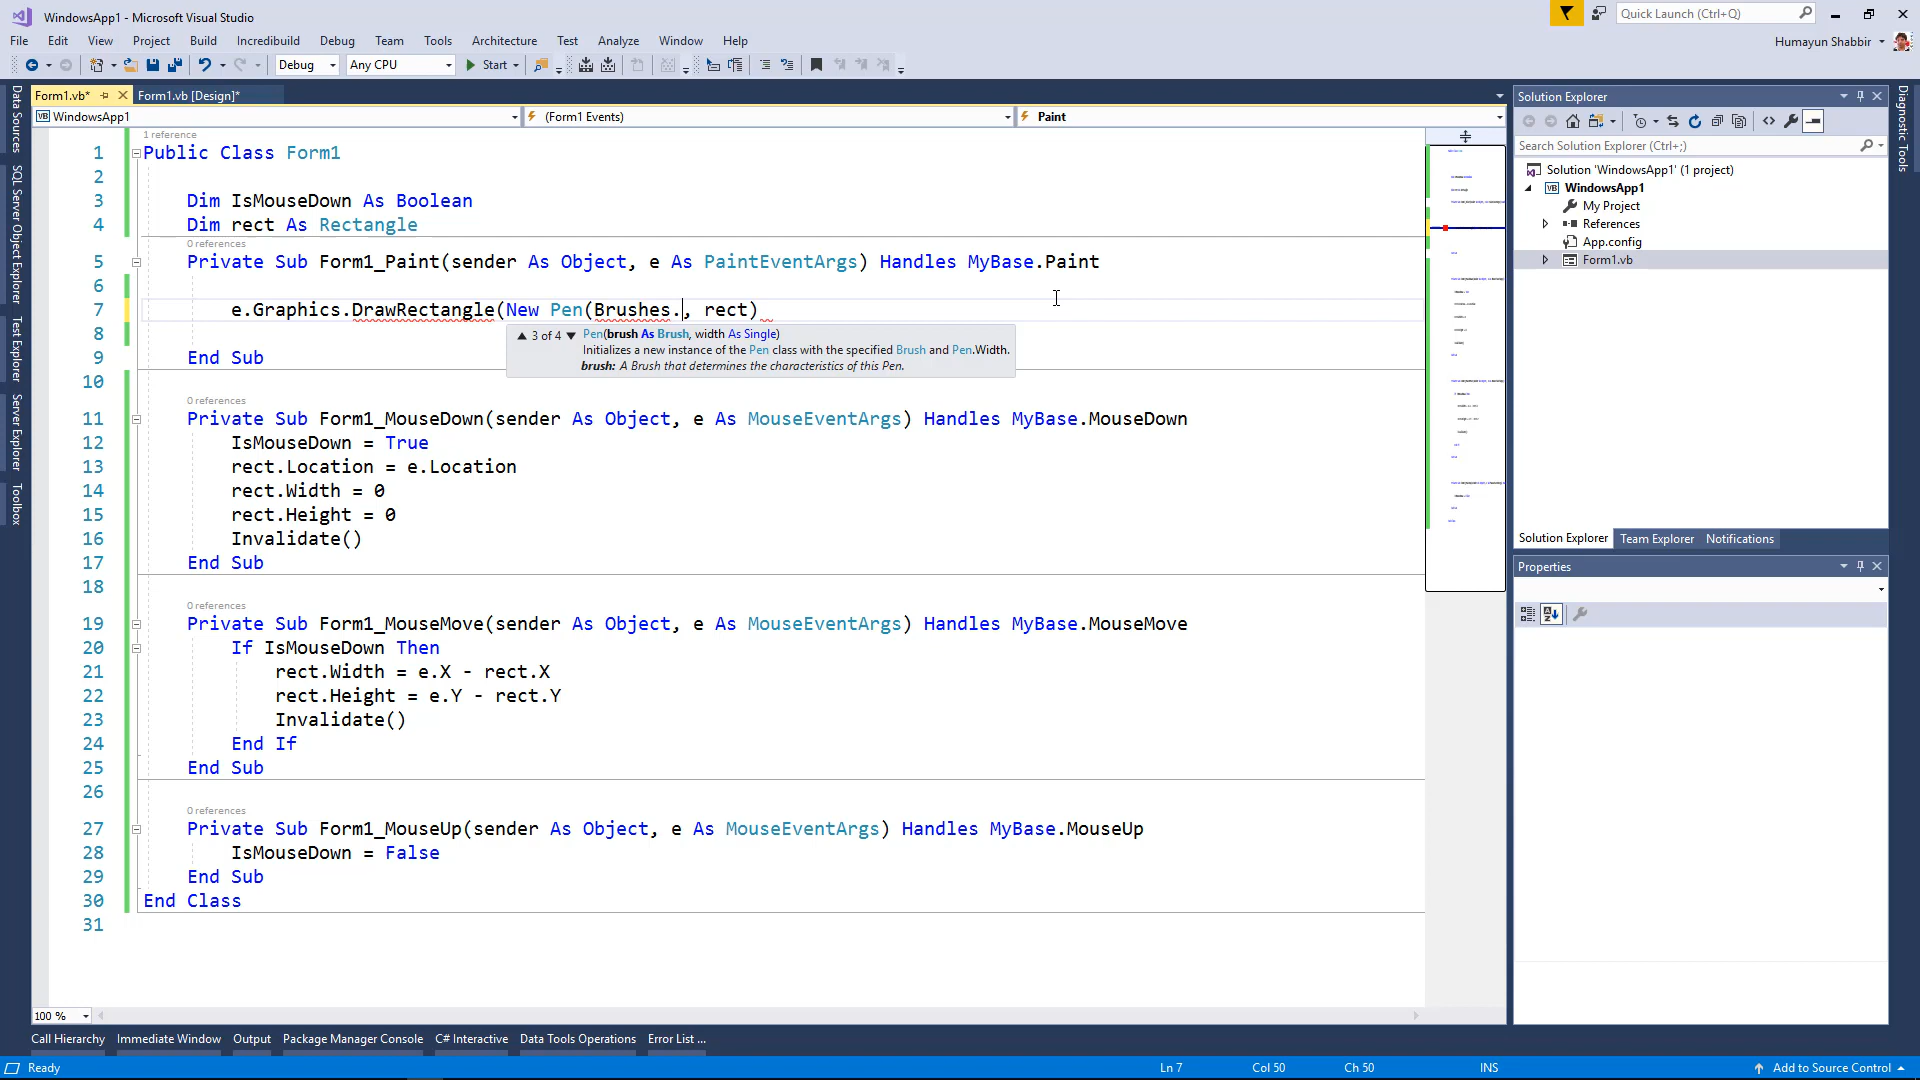 WindowsApp1 - Microsoft Visual Studio
Quick Launch (Ctrl+Q)
File Edit View Project Build Incredibuild Debug Team Tools Architecture Test Analyze Window Help
Humayun Shabbir
Debug Any CPU Start
Form1.vb*
Form1.vb [Design]*
WindowsApp1
(Form1 Events)
Paint
Data Sources
SQL Server Object Explorer
Test Explorer
Server Explorer
Toolbox
1 reference
1 Public Class Form1
2
3 Dim IsMouseDown As Boolean
4 Dim rect As Rectangle
0 references
5 Private Sub Form1_Paint(sender As Object, e As PaintEventArgs) Handles MyBase.Paint
6
7 e.Graphics.DrawRectangle(New Pen(Brushes., rect)
3 of 4 Pen(brush As Brush, width As Single)
Initializes a new instance of the Pen class with the specified Brush and Pen.Width.
brush: A Brush that determines the characteristics of this Pen.
8
9 End Sub
10
0 references
11 Private Sub Form1_MouseDown(sender As Object, e As MouseEventArgs) Handles MyBase.MouseDown
12 IsMouseDown = True
13 rect.Location = e.Location
14 rect.Width = 0
15 rect.Height = 0
16 Invalidate()
17 End Sub
18
0 references
19 Private Sub Form1_MouseMove(sender As Object, e As MouseEventArgs) Handles MyBase.MouseMove
20 If IsMouseDown Then
21 rect.Width = e.X - rect.X
22 rect.Height = e.Y - rect.Y
23 Invalidate()
24 End If
25 End Sub
26
0 references
27 Private Sub Form1_MouseUp(sender As Object, e As MouseEventArgs) Handles MyBase.MouseUp
28 IsMouseDown = False
29 End Sub
30 End Class
31
100 %
Solution Explorer
Search Solution Explorer (Ctrl+;)
Solution 'WindowsApp1' (1 project)
VB WindowsApp1
My Project
References
App.config
Form1.vb
Solution Explorer Team Explorer Notifications
Properties
Diagnostic Tools
Call Hierarchy Immediate Window Output Package Manager Console C# Interactive Data Tools Operations Error List ...
Ready Ln 7 Col 50 Ch 50 INS Add to Source Control